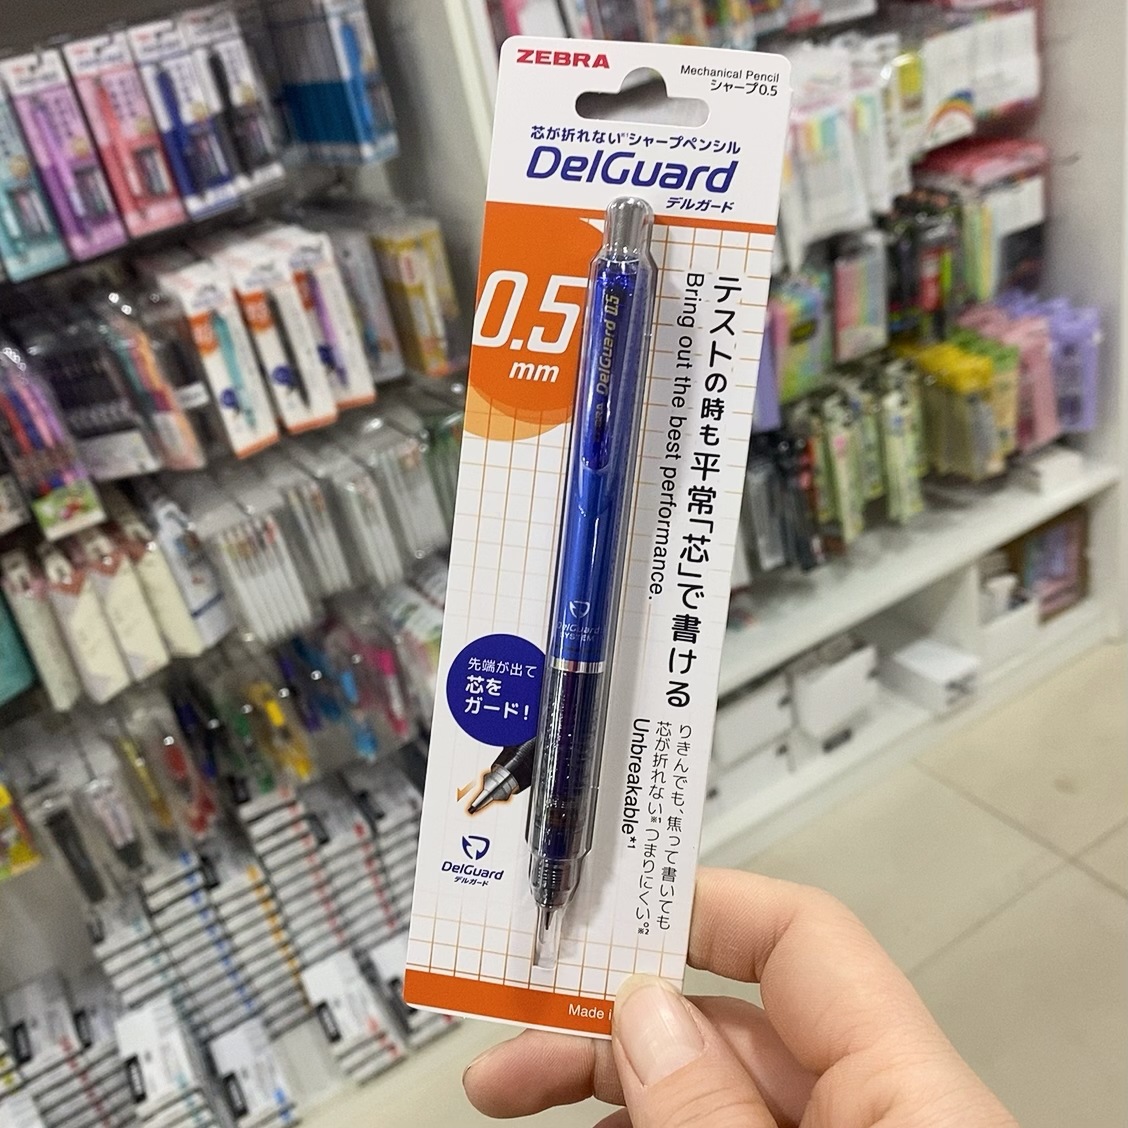 ZEBRA
Mechanical Pencil
シャープ0.5
芯が折れない※¹シャープペンシル
DelGuard
デルガード
0.5
mm
DelGuard 0.5
テストの時も平常「芯」で書ける
Bring out the best performance.
DelGuard
SYSTEM
先端が出て
芯を
ガード!
りきんでも、焦って書いても
芯が折れない※¹つまりにくい。※²
Unbreakable*¹
DelGuard
デルガード
Made